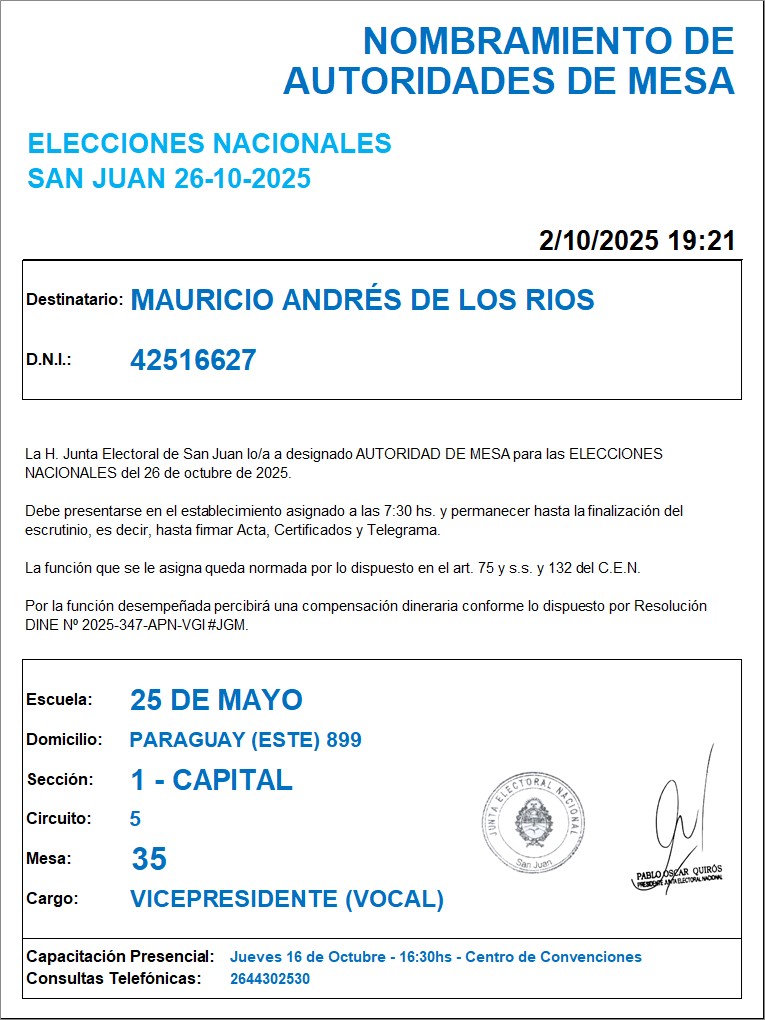 NOMBRAMIENTO DE
AUTORIDADES DE MESA
ELECCIONES NACIONALES
SAN JUAN 26-10-2025
2/10/2025 19:21
Destinatario: MAURICIO ANDRÉS DE LOS RIOS
D.N.I.: 42516627
La H. Junta Electoral de San Juan lo/a a designado AUTORIDAD DE MESA para las ELECCIONES
NACIONALES del 26 de octubre de 2025.
Debe presentarse en el establecimiento asignado a las 7:30 hs. y permanecer hasta la finalización del
escrutinio, es decir, hasta firmar Acta, Certificados y Telegrama.
La función que se le asigna queda normada por lo dispuesto en el art. 75 y s.s. y 132 del C.E.N.
Por la función desempeñada percibirá una compensación dineraria conforme lo dispuesto por Resolución
DINE Nº 2025-347-APN-VGI#JGM.
Escuela: 25 DE MAYO
Domicilio: PARAGUAY (ESTE) 899
Sección: 1 - CAPITAL
Circuito: 5
Mesa: 35
Cargo: VICEPRESIDENTE (VOCAL)
JUNTA ELECTORAL NACIONAL
San Juan
PABLO OSCAR QUIRÓS
PRESIDENTE JUNTA ELECTORAL NACIONAL
Capacitación Presencial: Jueves 16 de Octubre - 16:30hs - Centro de Convenciones
Consultas Telefónicas: 2644302530